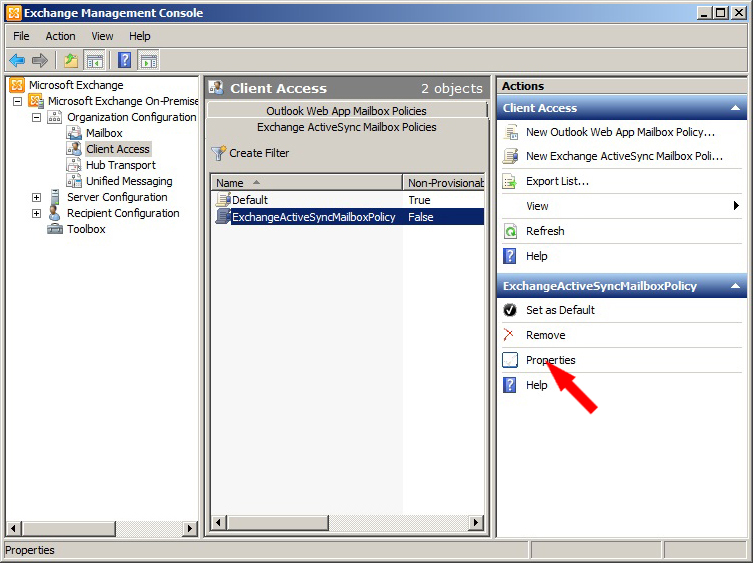 Exchange Management Console
File Action View Help
Microsoft Exchange
Microsoft Exchange On-Premise
Organization Configuration
Mailbox
Client Access
Hub Transport
Unified Messaging
Server Configuration
Recipient Configuration
Toolbox
Client Access 2 objects
Outlook Web App Mailbox Policies
Exchange ActiveSync Mailbox Policies
Create Filter
Name Non-Provisionab
Default True
ExchangeActiveSyncMailboxPolicy False
Actions
Client Access
New Outlook Web App Mailbox Policy...
New Exchange ActiveSync Mailbox Poli...
Export List...
View
Refresh
Help
ExchangeActiveSyncMailboxPolicy
Set as Default
Remove
Properties
Help
Properties